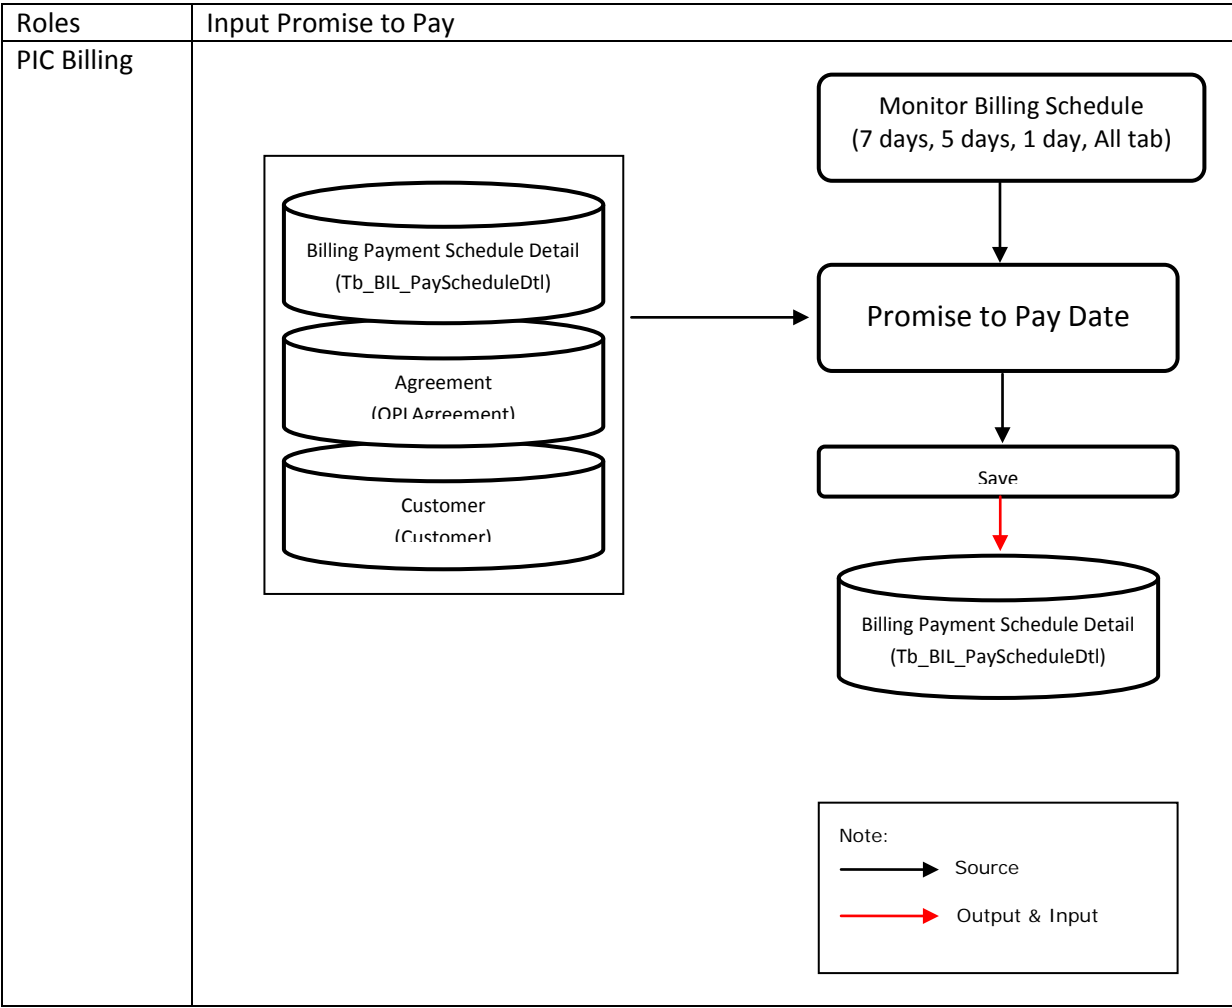 Roles
Input Promise to Pay
PIC Billing
Monitor Billing Schedule
(7 days, 5 days, 1 day, All tab)
Billing Payment Schedule Detail
(Tb_BIL_PayScheduleDtl)
Promise to Pay Date
Agreement
(OPLAgreement)
Save
Customer
(Customer)
Billing Payment Schedule Detail
(Tb_BIL_PayScheduleDtl)
Note:
Source
Output & Input